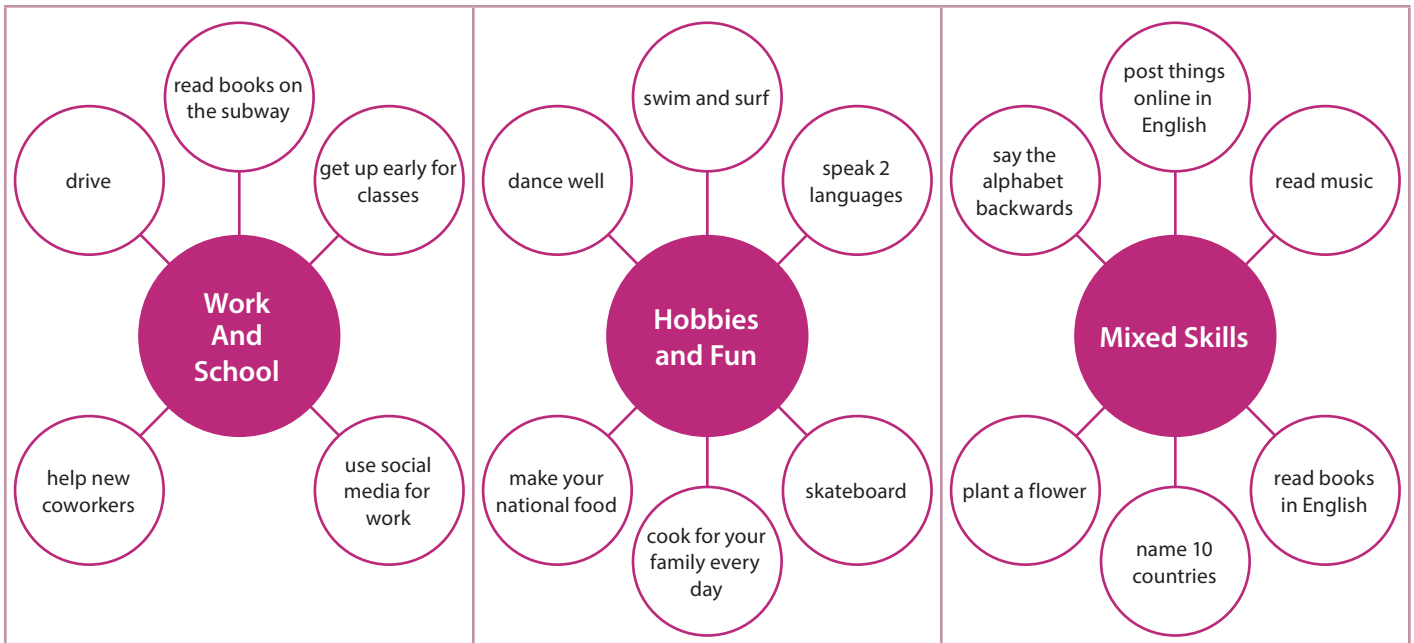 read books on
the subway
drive
get up early for
classes
Work
And
School
help new
coworkers
use social
media for
work
swim and surf
dance well
speak 2
languages
Hobbies
and Fun
make your
national food
skateboard
cook for your
family every
day
post things
online in
English
say the
alphabet
backwards
read music
Mixed Skills
plant a flower
read books
in English
name 10
countries